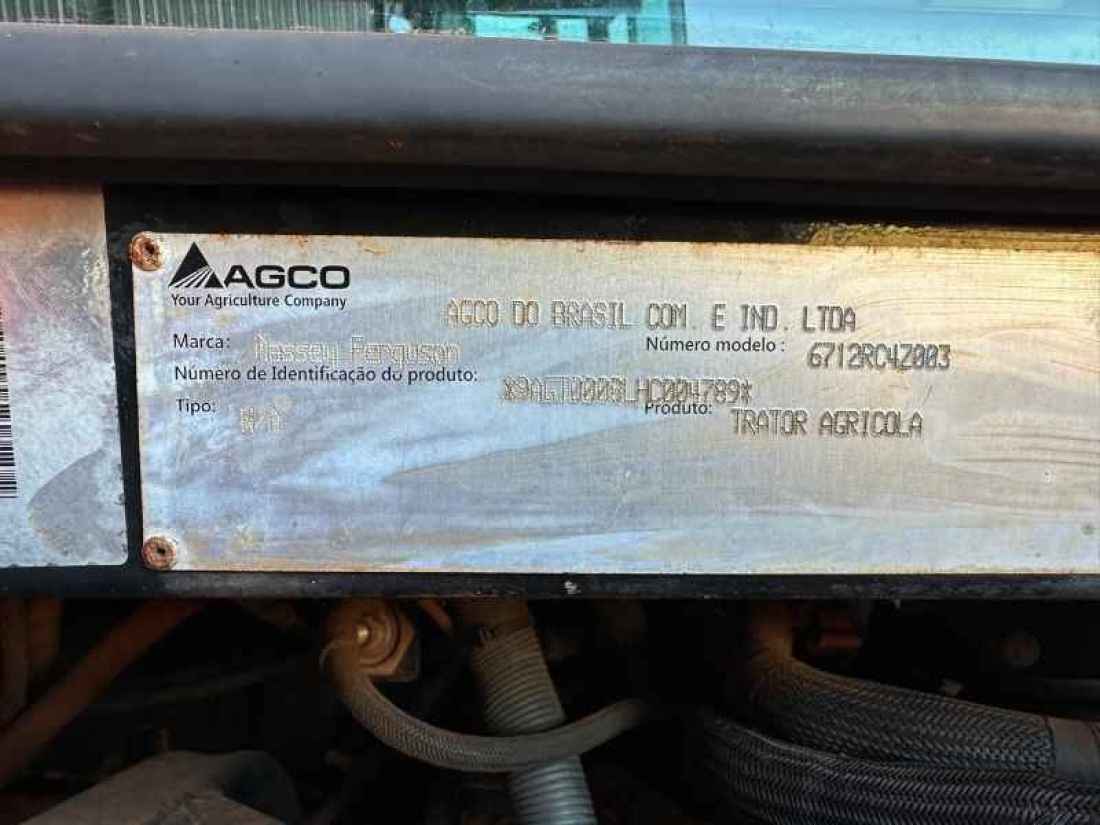 AGCO
Your Agriculture Company
AGCO DO BRASIL COM. E IND. LTDA
Marca: Massey Ferguson
Número modelo : 6712RC4Z003
Número de Identificação do produto: *9AGT0008LHC004789*
Tipo: N/A
Produto: TRATOR AGRICOLA